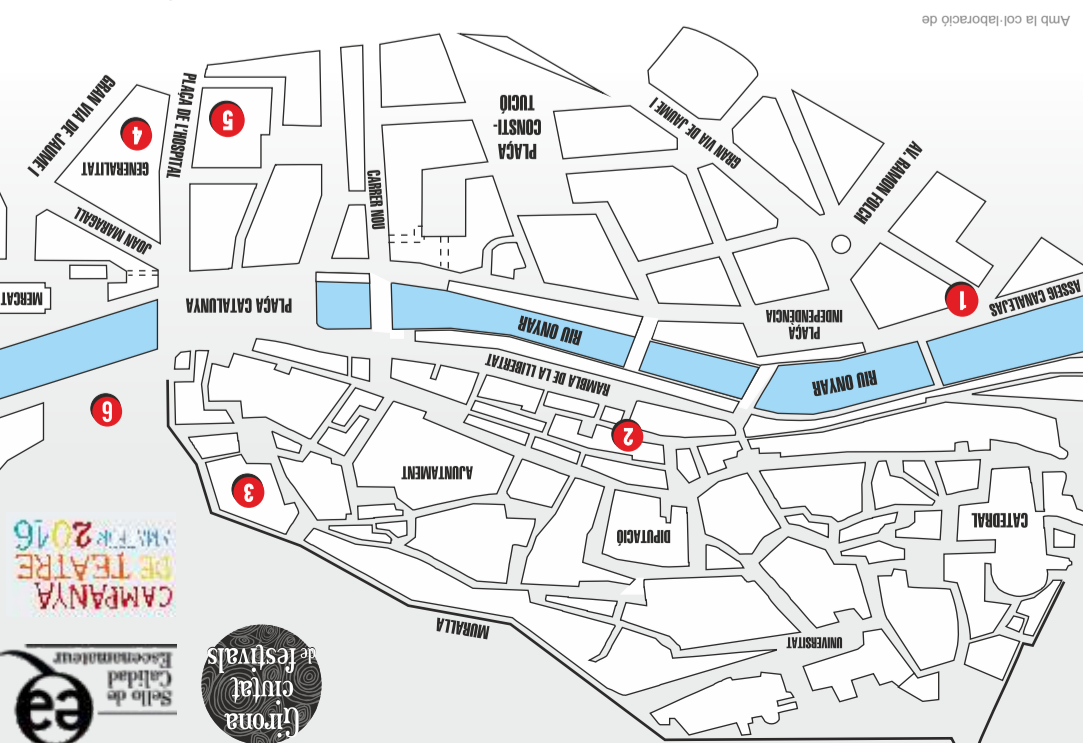 Girona
ciutat
de festivals
ea
Sello de
Calidad
Escenamateur
UNIVERSITAT
MURALLA
CAMPANYA
DE TEATRE
AMATEUR 2016
CATEDRAL
DIPUTACIÓ
AJUNTAMENT
3
2
6
RIU ONYAR
RAMBLA DE LA LLIBERTAT
RIU ONYAR
PLAÇA
INDEPENDÈNCIA
PLAÇA CATALUNYA
MERCAT
ASSEIG CANALEJAS
1
JOAN MARAGALL
AV. RAMON FOLCH
CARRER NOU
GENERALITAT
4
PLAÇA DE L'HOSPITAL
5
GRAN VIA DE JAUME I
PLAÇA
CONSTI-
TUCIÓ
GRAN VIA DE JAUME I
Amb la col·laboració de